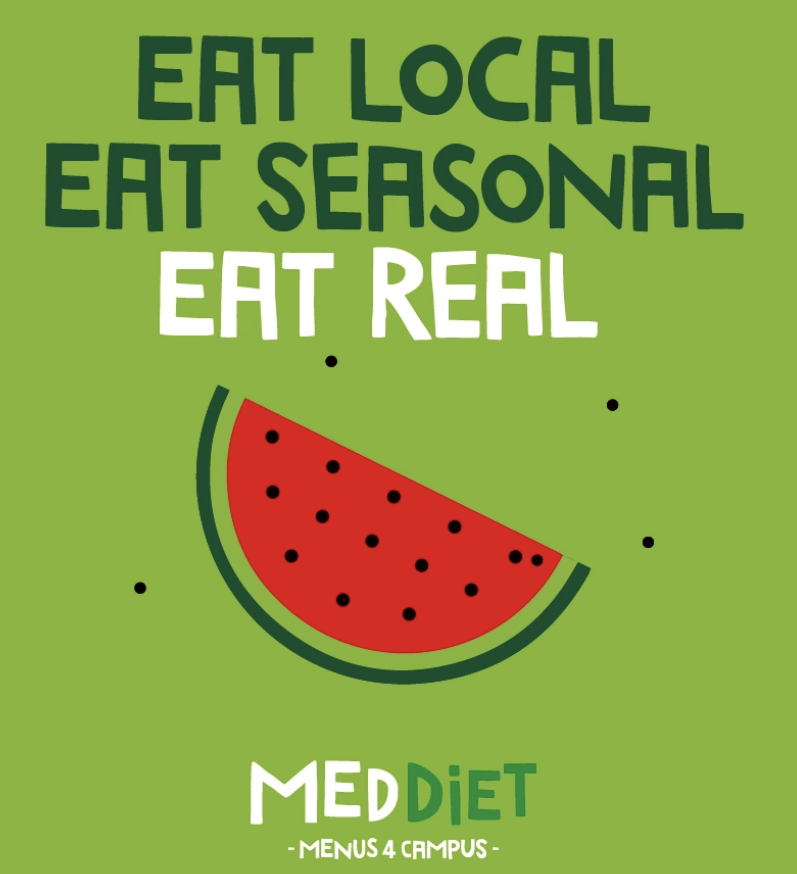 EAT LOCAL
EAT SEASONAL
EAT REAL
MEDDiET
- MENUS 4 CAMPUS -